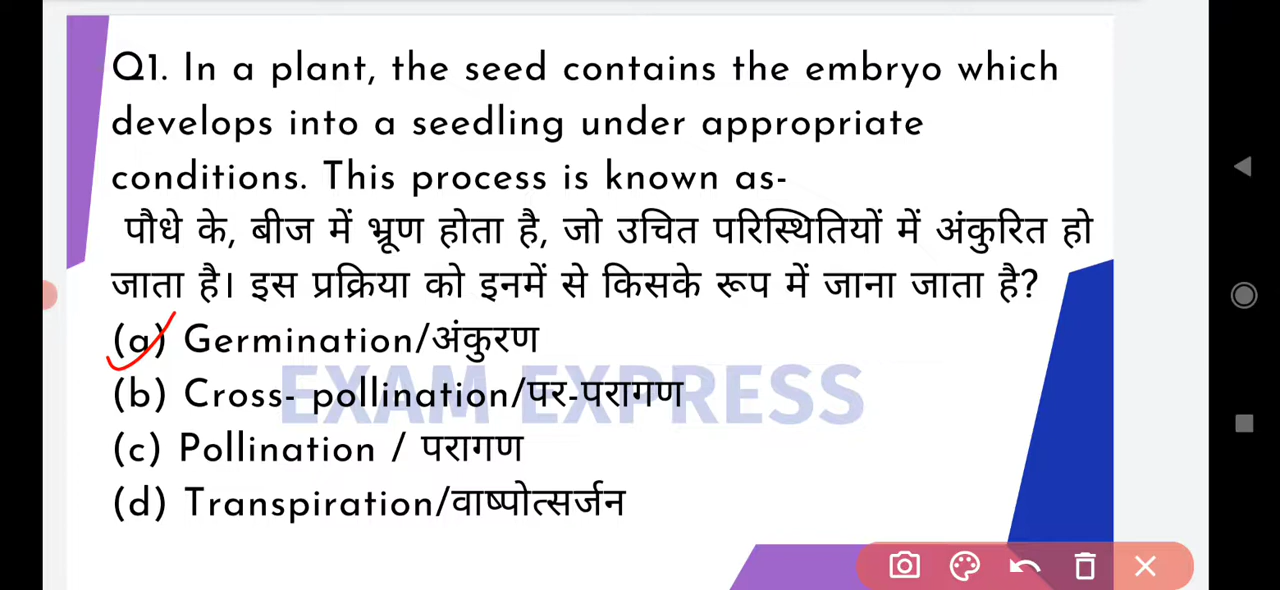 Q1. In a plant, the seed contains the embryo which
develops into a seedling under appropriate
conditions. This process is known as-
पौधे के, बीज में भ्रूण होता है, जो उचित परिस्थितियों में अंकुरित हो
जाता है। इस प्रक्रिया को इनमें से किसके रूप में जाना जाता है?
(a) Germination/अंकुरण
(b) Cross- pollination/पर-परागण
EXAM EXPRESS
(c) Pollination / परागण
(d) Transpiration/वाष्पोत्सर्जन